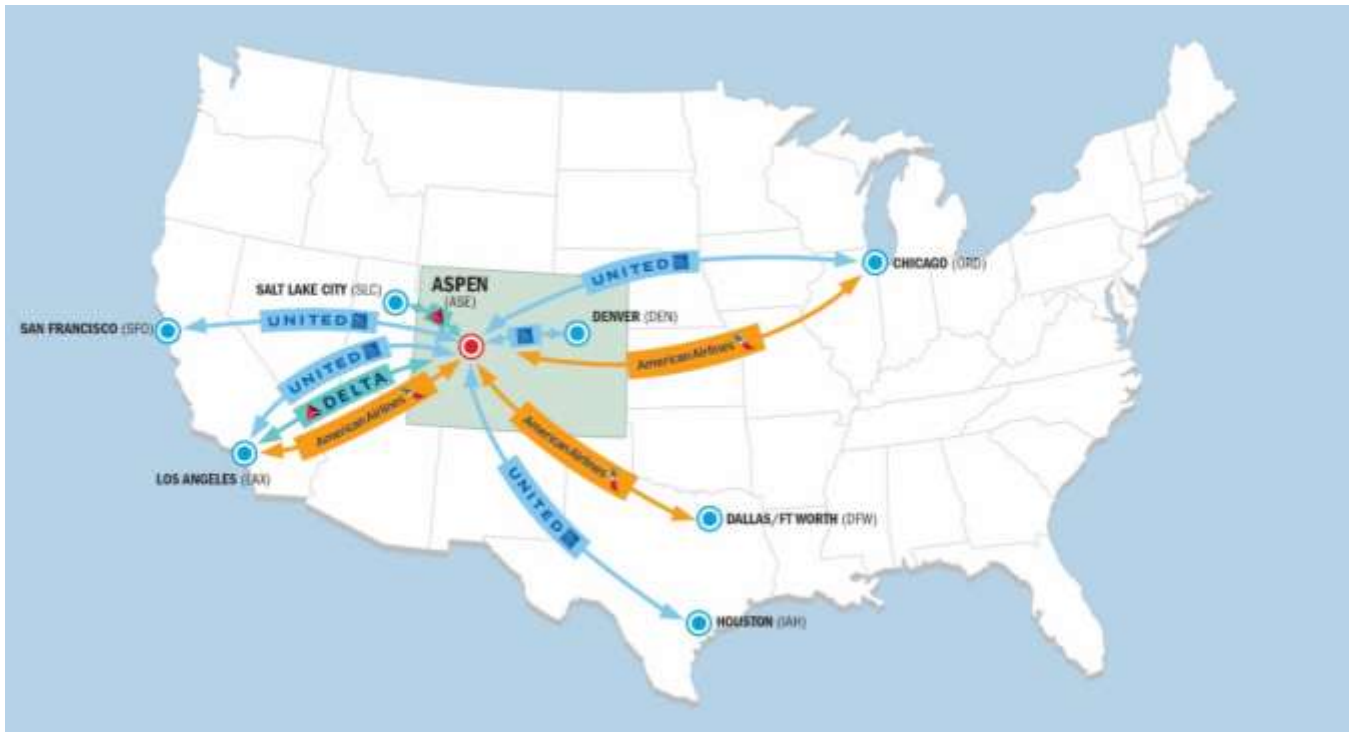 ASPEN
(ASE)
SALT LAKE CITY (SLC)
UNITED
CHICAGO (ORD)
SAN FRANCISCO (SFO)
UNITED
DENVER (DEN)
American Airlines
UNITED
DELTA
American Airlines
LOS ANGELES (LAX)
American Airlines
UNITED
DALLAS/FT WORTH (DFW)
HOUSTON (IAH)